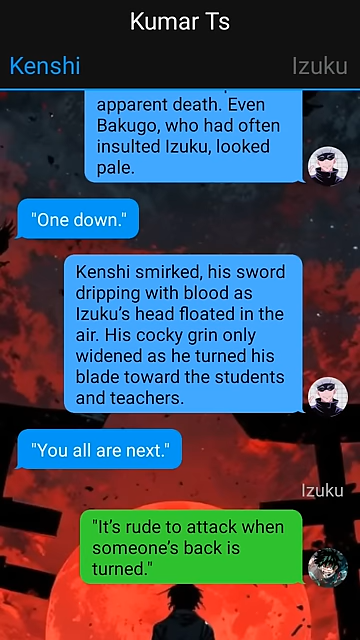 Kumar Ts
Kenshi
Izuku
apparent death. Even
Bakugo, who had often
insulted Izuku, looked
pale.
"One down."
Kenshi smirked, his sword
dripping with blood as
Izuku’s head floated in the
air. His cocky grin only
widened as he turned his
blade toward the students
and teachers.
"You all are next."
Izuku
"It’s rude to attack when
someone’s back is
turned."